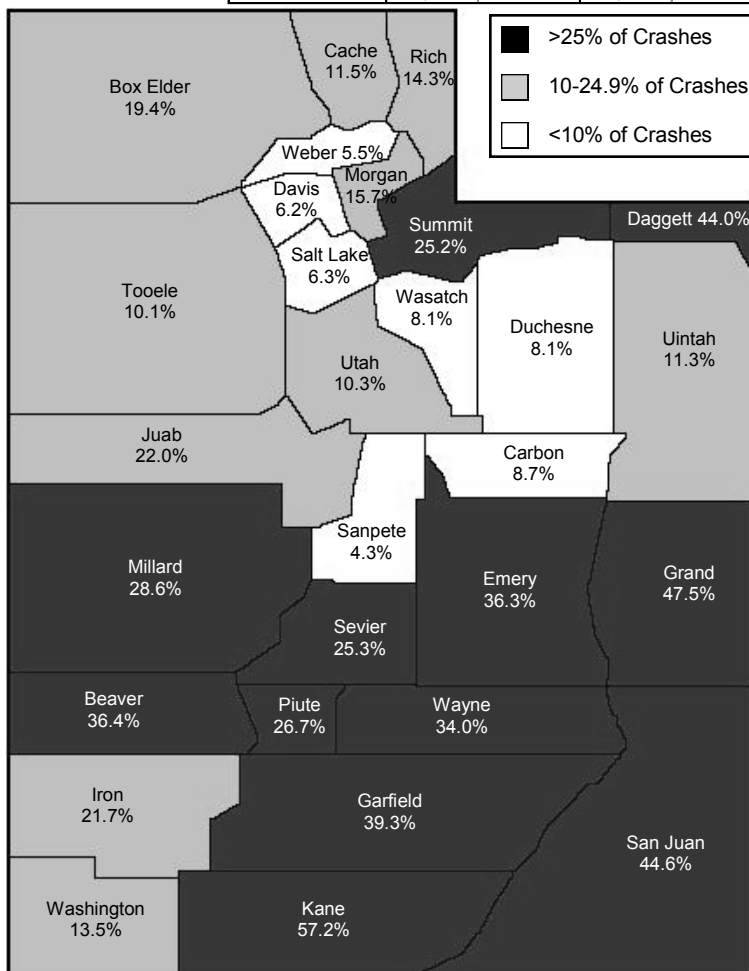 >25% of Crashes
10-24.9% of Crashes
<10% of Crashes
Cache
11.5%
Rich
14.3%
Box Elder
19.4%
Weber 5.5%
Morgan
15.7%
Davis
6.2%
Summit
25.2%
Daggett 44.0%
Salt Lake
6.3%
Tooele
10.1%
Wasatch
8.1%
Duchesne
8.1%
Uintah
11.3%
Utah
10.3%
Juab
22.0%
Carbon
8.7%
Sanpete
4.3%
Millard
28.6%
Emery
36.3%
Grand
47.5%
Sevier
25.3%
Beaver
36.4%
Piute
26.7%
Wayne
34.0%
Iron
21.7%
Garfield
39.3%
San Juan
44.6%
Washington
13.5%
Kane
57.2%